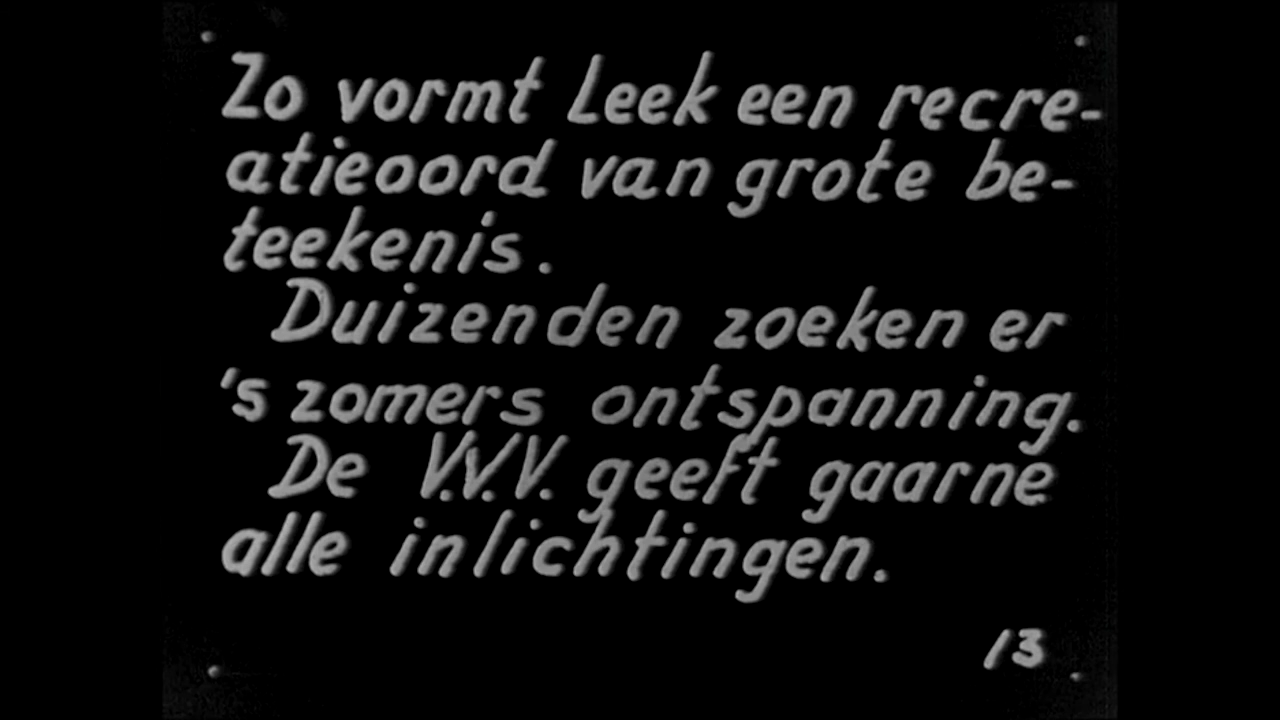 Zo vormt Leek een recre-
atieoord van grote be-
teekenis.
Duizenden zoeken er
's zomers ontspanning.
De V.V.V. geeft gaarne
alle inlichtingen.
13